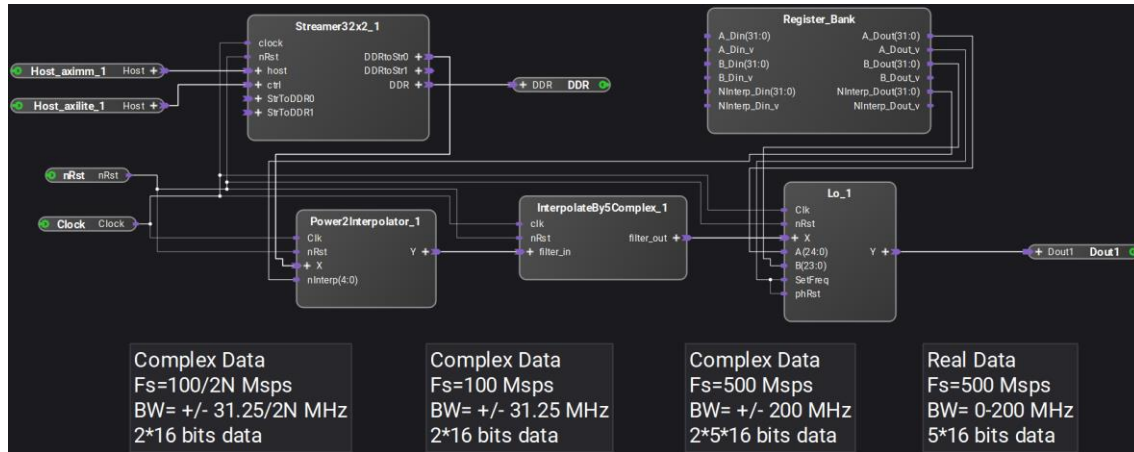 Streamer32x2_1
clock
nRst
+ host
+ ctrl
+ StrToDDR0
+ StrToDDR1
DDRtoStr0 +
DDRtoStr1 +
DDR +
Host_aximm_1 Host +
Host_axilite_1 Host +
+ DDR DDR
Register_Bank
A_Din(31:0)
A_Din_v
B_Din(31:0)
B_Din_v
NInterp_Din(31:0)
NInterp_Din_v
A_Dout(31:0)
A_Dout_v
B_Dout(31:0)
B_Dout_v
NInterp_Dout(31:0)
NInterp_Dout_v
nRst nRst
Clock Clock
Power2Interpolator_1
Clk
nRst
+ X
nInterp(4:0)
Y +
InterpolateBy5Complex_1
clk
nRst
+ filter_in
filter_out +
Lo_1
Clk
nRst
+ X
A(24:0)
B(23:0)
SetFreq
phRst
Y +
+ Dout1 Dout1
Complex Data
Fs=100/2N Msps
BW= +/- 31.25/2N MHz
2*16 bits data
Complex Data
Fs=100 Msps
BW= +/- 31.25 MHz
2*16 bits data
Complex Data
Fs=500 Msps
BW= +/- 200 MHz
2*5*16 bits data
Real Data
Fs=500 Msps
BW= 0-200 MHz
5*16 bits data